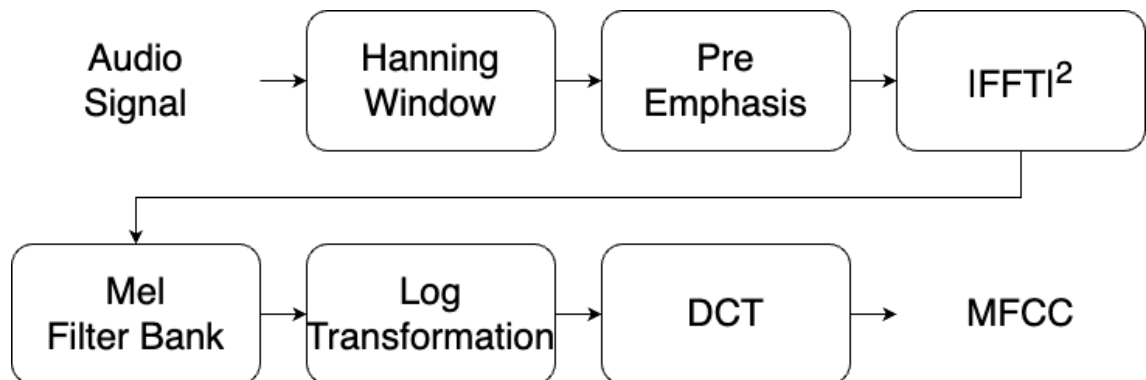 Audio
Signal
Hanning
Window
Pre
Emphasis
|FFT|²
Mel
Filter Bank
Log
Transformation
DCT
MFCC